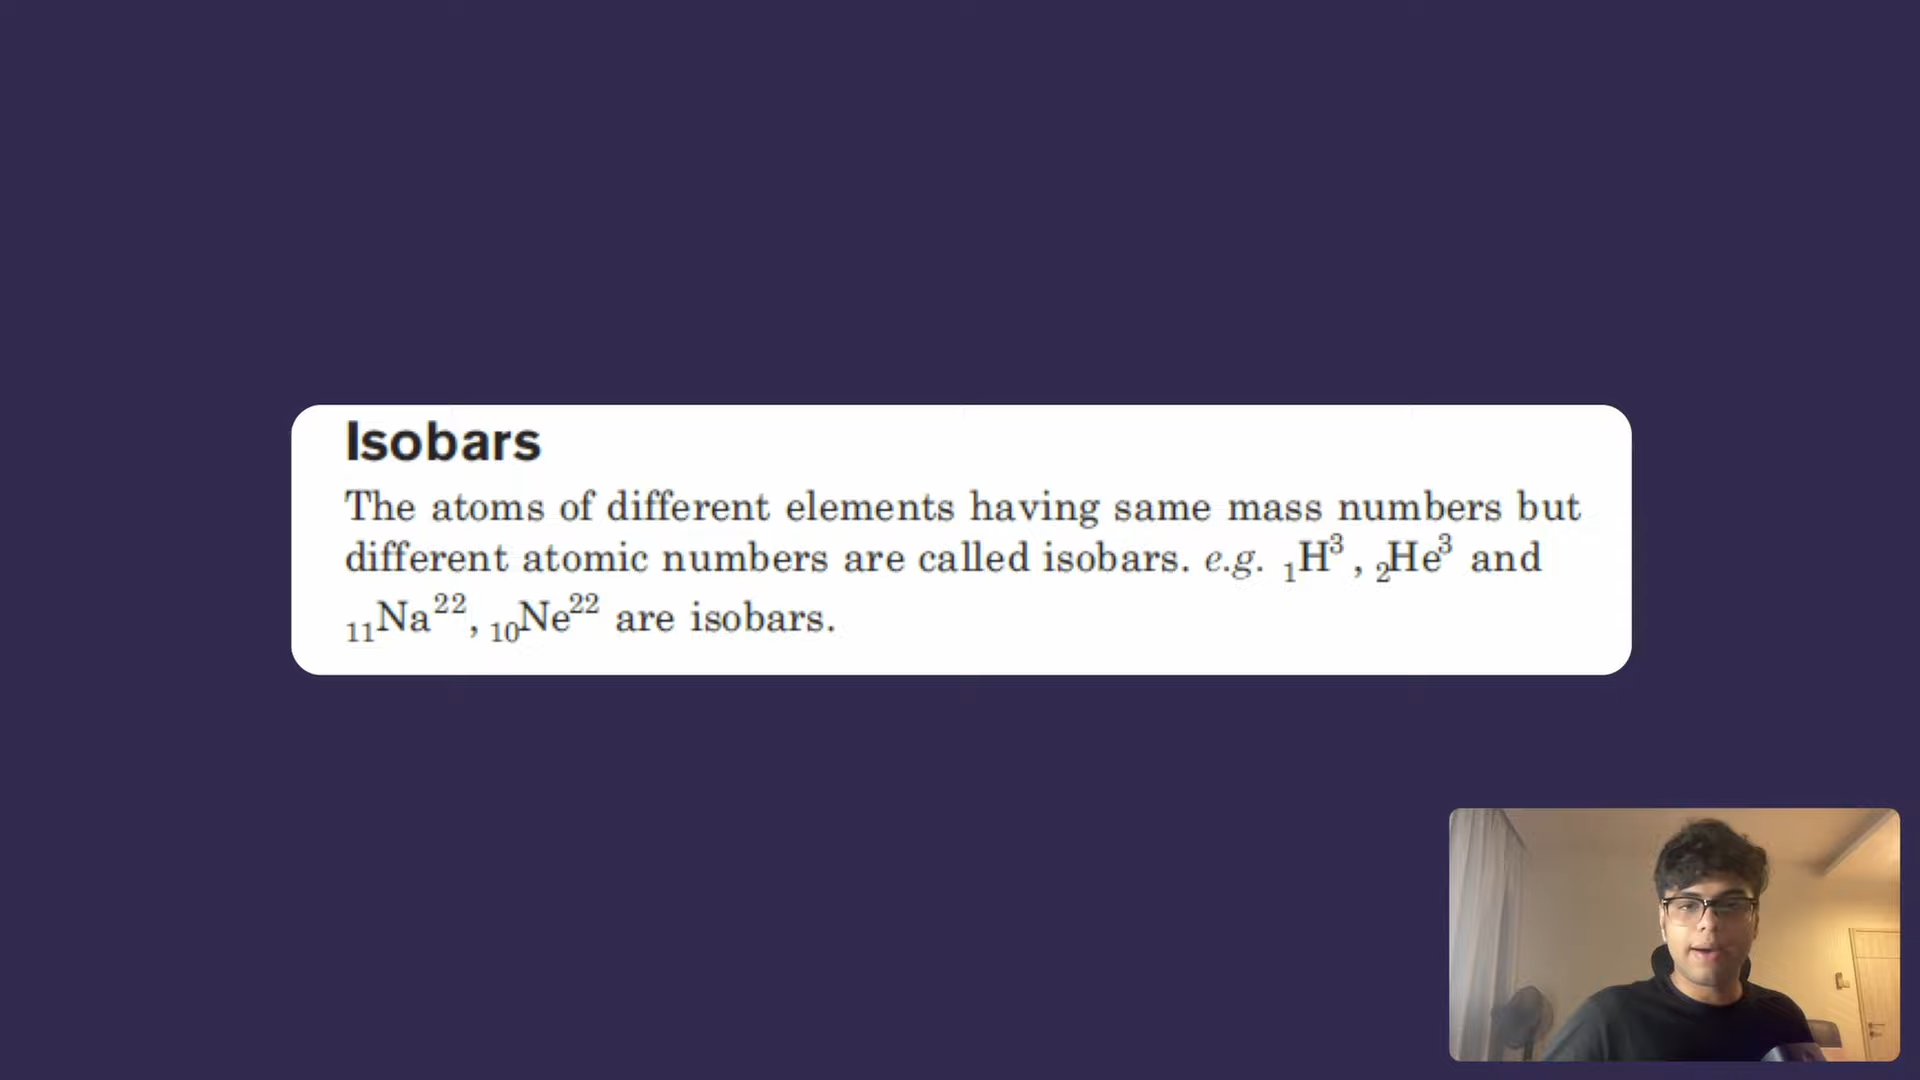 Isobars
The atoms of different elements having same mass numbers but
different atomic numbers are called isobars. e.g. ₁H³ , ₂He³ and
₁₁Na²², ₁₀Ne²² are isobars.